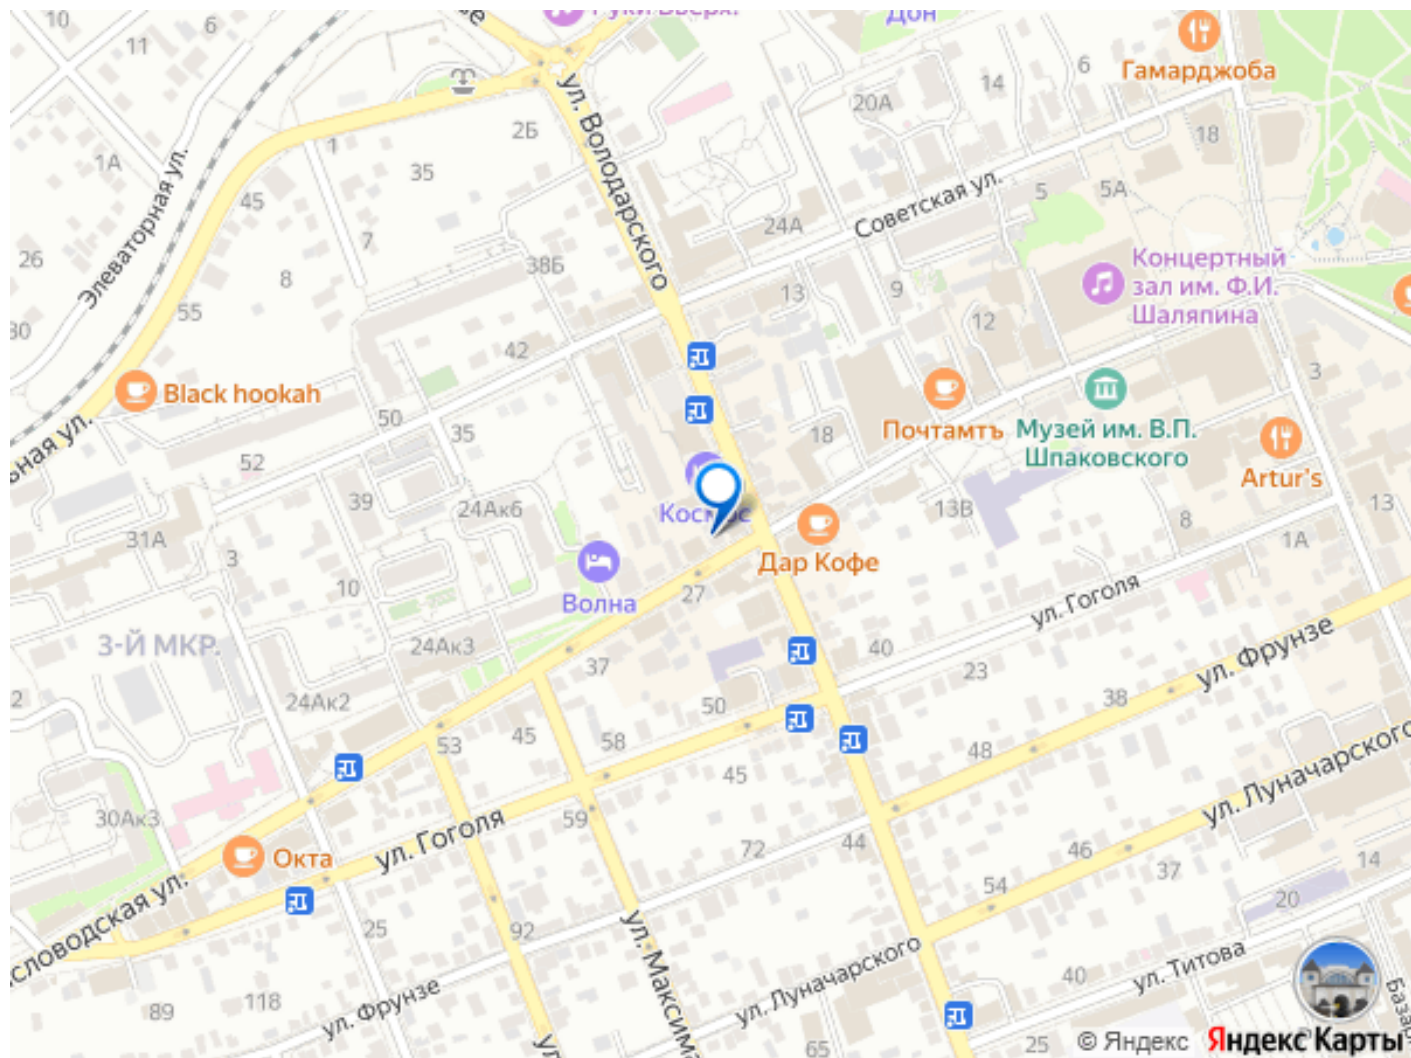 10
11
Руки Вверх!
Дон
Гамарджоба
6
14
20А
18
2Б
1
35
1А
ул. Володарского
Элеваторная ул.
45
7
5
5А
Советская ул.
24А
38Б
26
8
Концертный
зал им. Ф.И.
Шаляпина
13
9
12
55
30
42
3
Black hookah
50
35
18
Почтамтъ
Музей им. В.П.
Шпаковского
Artur's
52
39
24Ак6
Космос
13В
8
13
1А
31А
3
Дар Кофе
10
Волна
27
ул. Гоголя
3-Й МКР.
24Ак3
37
40
23
ул. Фрунзе
2
24Ак2
50
38
53
45
58
48
45
ул. Луначарского
30Ак3
59
ул. Гоголя
72
44
46
37
14
Окта
54
20
25
92
ул. Титова
40
ул. Луначарского
118
89
ул. Фрунзе
65
25
© Яндекс
Яндекс Карты